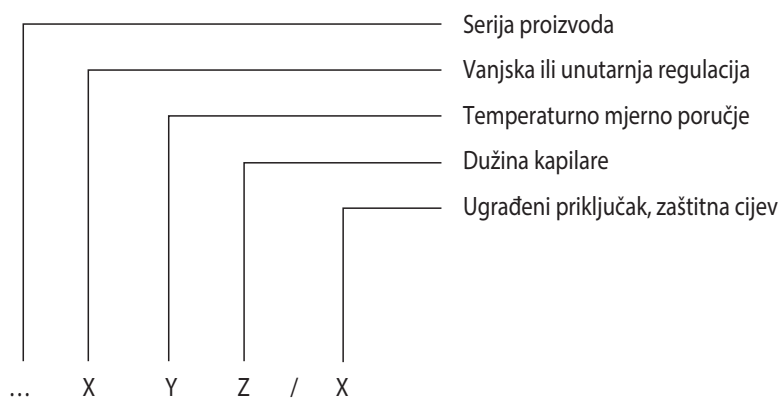 Serija proizvoda
Vanjska ili unutarnja regulacija
Temperaturno mjerno poručje
Dužina kapilare
Ugrađeni priključak, zaštitna cijev
... X Y Z / X